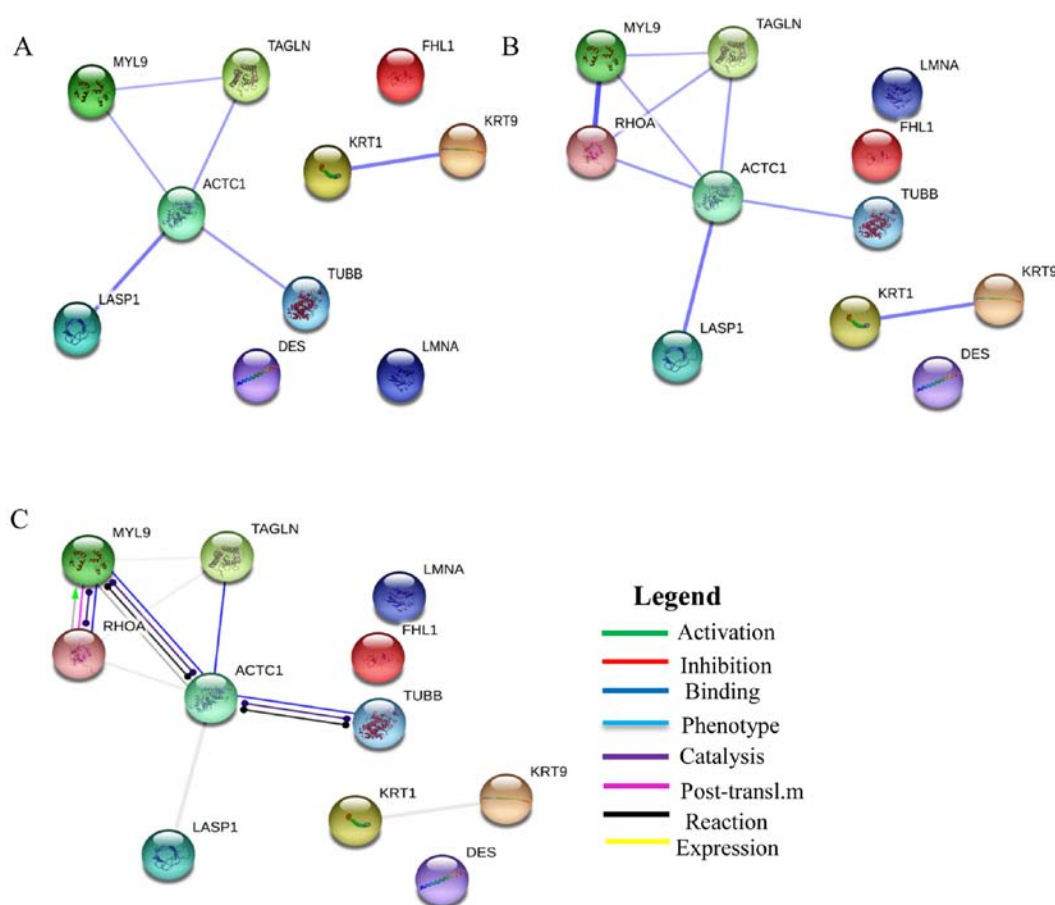 A
MYL9
TAGLN
FHL1
KRT1
KRT9
ACTC1
LASP1
TUBB
DES
LMNA
B
MYL9
TAGLN
LMNA
RHOA
FHL1
ACTC1
TUBB
KRT1
KRT9
LASP1
DES
C
MYL9
TAGLN
LMNA
RHOA
FHL1
ACTC1
TUBB
KRT1
KRT9
LASP1
DES
Legend
Activation
Inhibition
Binding
Phenotype
Catalysis
Post-transl.m
Reaction
Expression